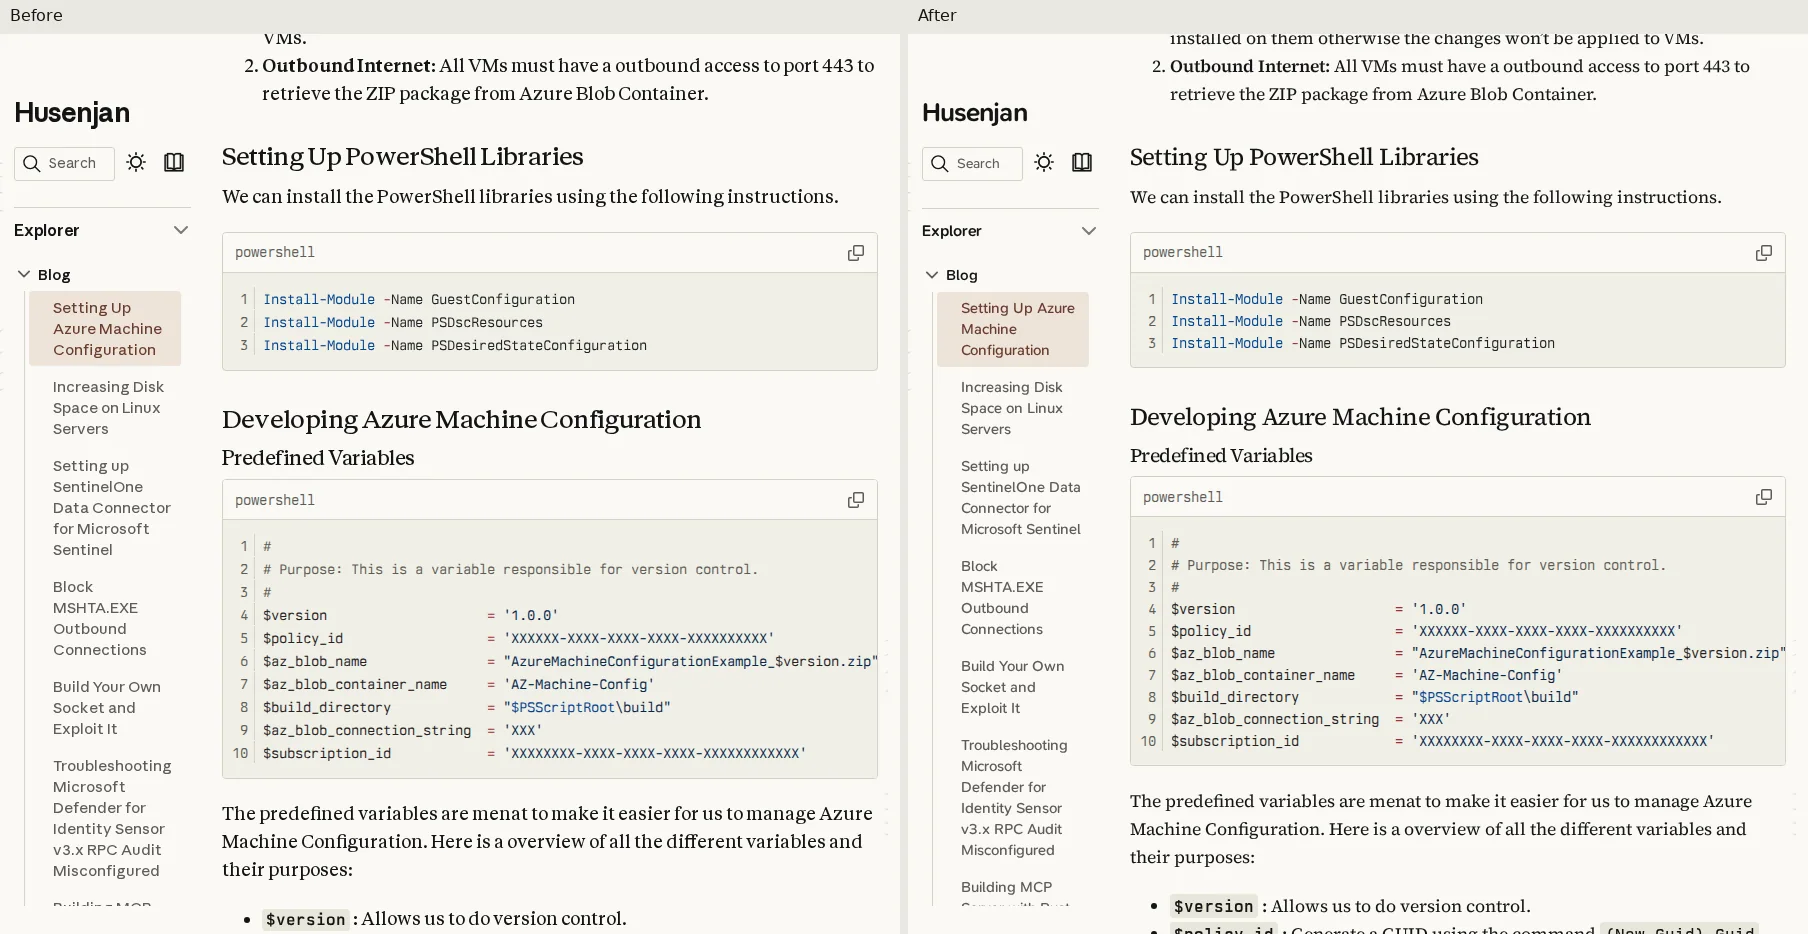 Before
VMs.
2. Outbound Internet: All VMs must have a outbound access to port 443 to
retrieve the ZIP package from Azure Blob Container.
Husenjan
Search
Explorer
Blog
Setting Up
Azure Machine
Configuration
Increasing Disk
Space on Linux
Servers
Setting up
SentinelOne
Data Connector
for Microsoft
Sentinel
Block
MSHTA.EXE
Outbound
Connections
Build Your Own
Socket and
Exploit It
Troubleshooting
Microsoft
Defender for
Identity Sensor
v3.x RPC Audit
Misconfigured
Building MCP
Setting Up PowerShell Libraries
We can install the PowerShell libraries using the following instructions.
powershell
1 Install-Module -Name GuestConfiguration
2 Install-Module -Name PSDscResources
3 Install-Module -Name PSDesiredStateConfiguration
Developing Azure Machine Configuration
Predefined Variables
powershell
1 #
2 # Purpose: This is a variable responsible for version control.
3 #
4 $version = '1.0.0'
5 $policy_id = 'XXXXXX-XXXX-XXXX-XXXX-XXXXXXXXXX'
6 $az_blob_name = "AzureMachineConfigurationExample_$version.zip"
7 $az_blob_container_name = 'AZ-Machine-Config'
8 $build_directory = "$PSScriptRoot\build"
9 $az_blob_connection_string = 'XXX'
10 $subscription_id = 'XXXXXXXX-XXXX-XXXX-XXXX-XXXXXXXXXXXX'
The predefined variables are menat to make it easier for us to manage Azure
Machine Configuration. Here is a overview of all the different variables and
their purposes:
• $version : Allows us to do version control.
After
installed on them otherwise the changes won't be applied to VMs.
2. Outbound Internet: All VMs must have a outbound access to port 443 to
retrieve the ZIP package from Azure Blob Container.
Husenjan
Search
Explorer
Blog
Setting Up Azure
Machine
Configuration
Increasing Disk
Space on Linux
Servers
Setting up
SentinelOne Data
Connector for
Microsoft Sentinel
Block
MSHTA.EXE
Outbound
Connections
Build Your Own
Socket and
Exploit It
Troubleshooting
Microsoft
Defender for
Identity Sensor
v3.x RPC Audit
Misconfigured
Building MCP
Server with Rust
Setting Up PowerShell Libraries
We can install the PowerShell libraries using the following instructions.
powershell
1 Install-Module -Name GuestConfiguration
2 Install-Module -Name PSDscResources
3 Install-Module -Name PSDesiredStateConfiguration
Developing Azure Machine Configuration
Predefined Variables
powershell
1 #
2 # Purpose: This is a variable responsible for version control.
3 #
4 $version = '1.0.0'
5 $policy_id = 'XXXXXX-XXXX-XXXX-XXXX-XXXXXXXXXX'
6 $az_blob_name = "AzureMachineConfigurationExample_$version.zip"
7 $az_blob_container_name = 'AZ-Machine-Config'
8 $build_directory = "$PSScriptRoot\build"
9 $az_blob_connection_string = 'XXX'
10 $subscription_id = 'XXXXXXXX-XXXX-XXXX-XXXX-XXXXXXXXXXXX'
The predefined variables are menat to make it easier for us to manage Azure
Machine Configuration. Here is a overview of all the different variables and
their purposes:
• $version : Allows us to do version control.
• $policy_id : Generate a GUID using the command (New-Guid).Guid